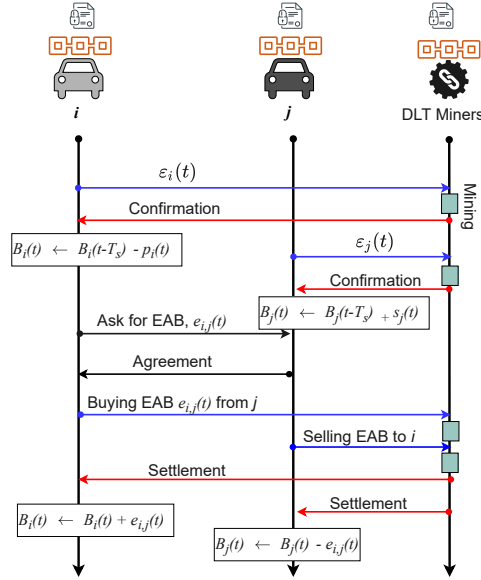 i
j
DLT Miners
ε_i(t)
Mining
Confirmation
B_i(t) ← B_i(t-T_s) - p_i(t)
ε_j(t)
Confirmation
B_j(t) ← B_j(t-T_s) + s_j(t)
Ask for EAB, e_{i,j}(t)
Agreement
Buying EAB e_{i,j}(t) from j
Selling EAB to i
Settlement
Settlement
B_i(t) ← B_i(t) + e_{i,j}(t)
B_j(t) ← B_j(t) - e_{i,j}(t)